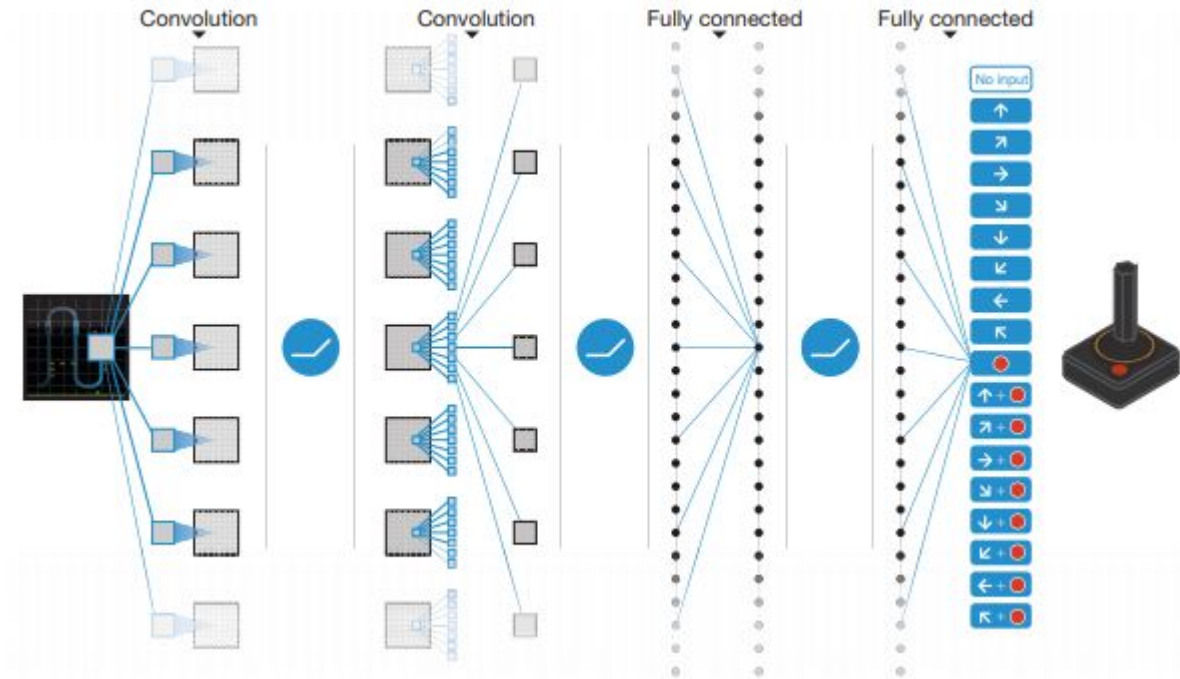 Convolution
Convolution
Fully connected
Fully connected
No input
+
+
+
+
+
+
+
+